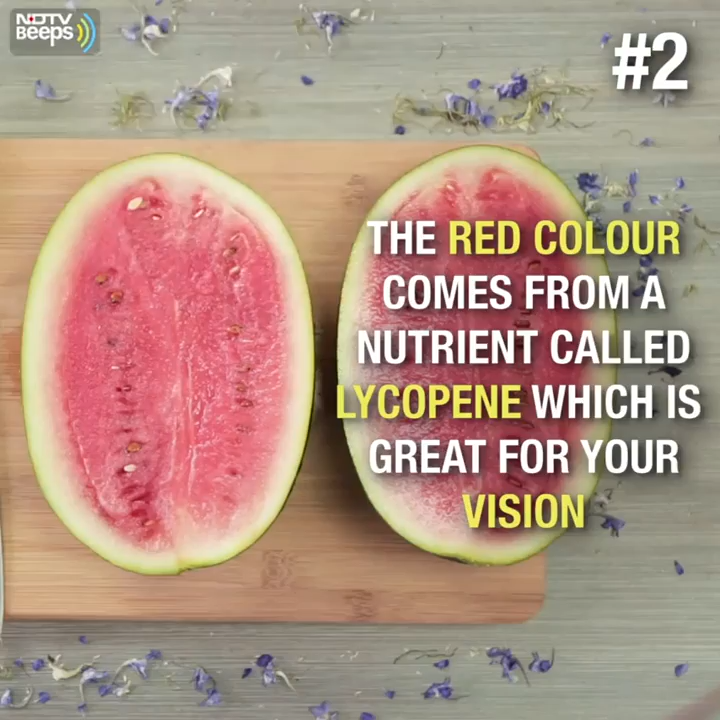 NDTV
Beeps
#2
THE RED COLOUR
COMES FROM A
NUTRIENT CALLED
LYCOPENE WHICH IS
GREAT FOR YOUR
VISION